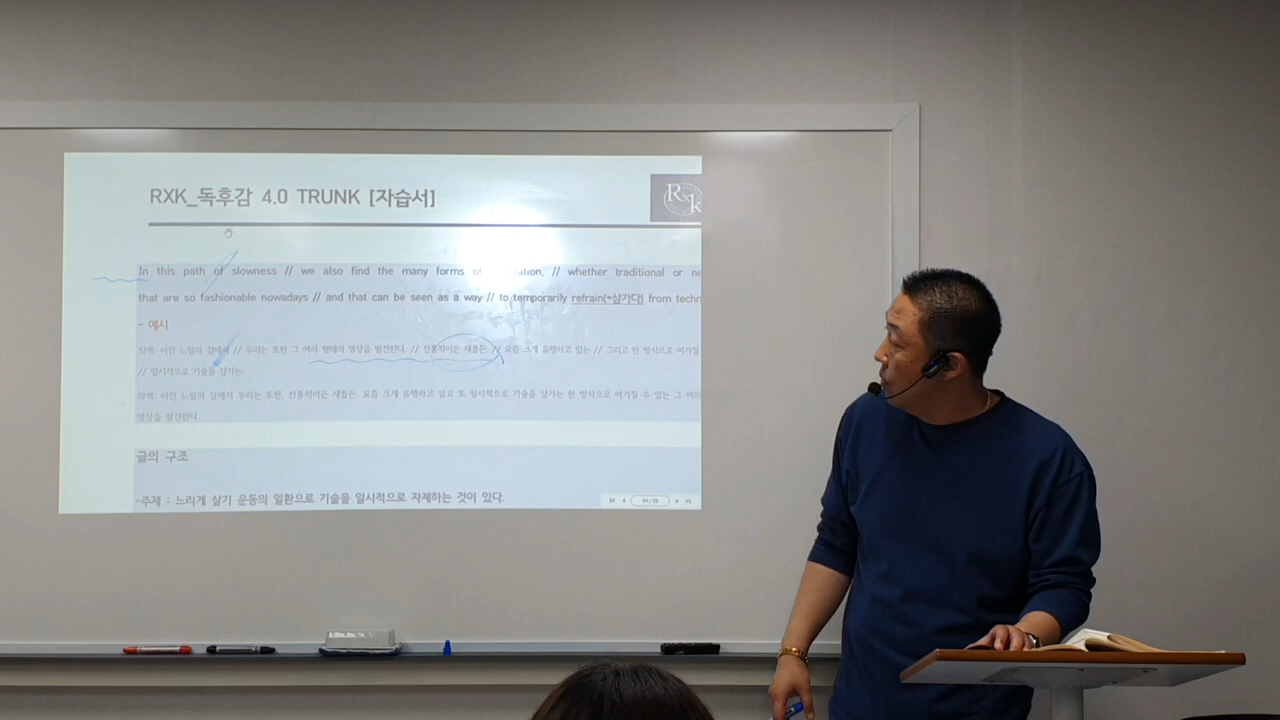 RXK_독후감 4.0 TRUNK [자습서]
Rxk
In this path of slowness // we also find the many forms of // whether traditional or
that are so fashionable nowadays // and that can be seen as a way // to temporarily refrain(*삼가다) from
- 예시
직역: 이런 느림의 길에서 // 우리는 또한 그 여러 형태의 명상을 발견한다. // 전통적이든 새롭든, // 요즘 크게 유행하고 있는 // 그리고 한 방식으로 여겨질
// 일시적으로 기술을 삼가는
의역: 이런 느림의 길에서 우리는 또한, 전통적이든 새롭든, 요즘 크게 유행하고 있고 또 일시적으로 기술을 삼가는 한 방식으로 여겨질 수 있는 그 여러
명상을 발견한다.
글의 구조
-주제 : 느리게 살기 운동의 일환으로 기술을 일시적으로 자제하는 것이 있다.